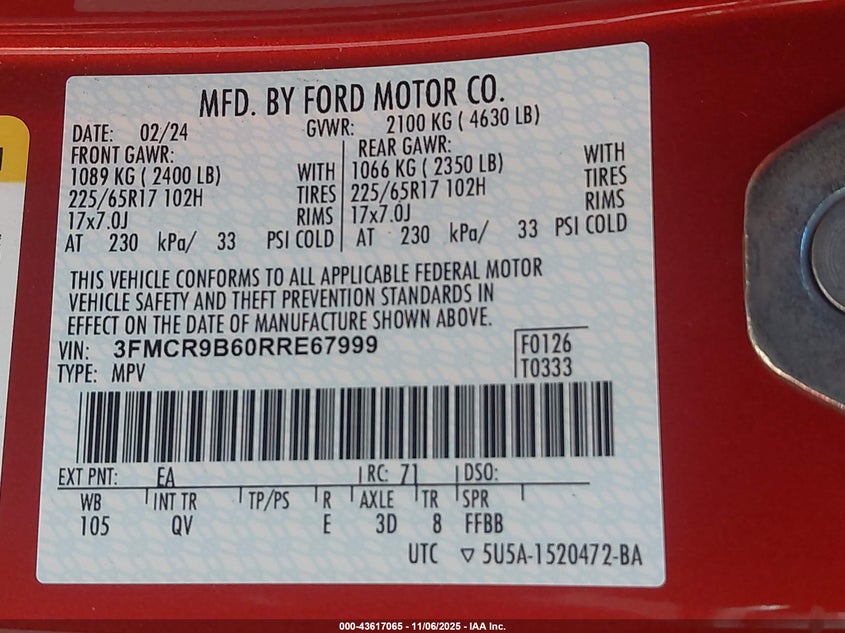 MFD. BY FORD MOTOR CO.
DATE: 02/24 GVWR: 2100 KG ( 4630 LB)
FRONT GAWR: REAR GAWR:
1089 KG ( 2400 LB) WITH 1066 KG ( 2350 LB) WITH
225/65R17 102H TIRES 225/65R17 102H TIRES
17x7.0J RIMS 17x7.0J RIMS
AT 230 kPa/ 33 PSI COLD AT 230 kPa/ 33 PSI COLD
THIS VEHICLE CONFORMS TO ALL APPLICABLE FEDERAL MOTOR
VEHICLE SAFETY AND THEFT PREVENTION STANDARDS IN
EFFECT ON THE DATE OF MANUFACTURE SHOWN ABOVE.
VIN: 3FMCR9B60RRE67999 F0126
TYPE: MPV T0333
EXT PNT: EA RC: 71 DSO:
WB INT TR TP/PS R AXLE TR SPR
105 QV E 3D 8 FFBB
UTC ▽ 5U5A-1520472-BA
000-43617065 - 11/06/2025 - IAA Inc.